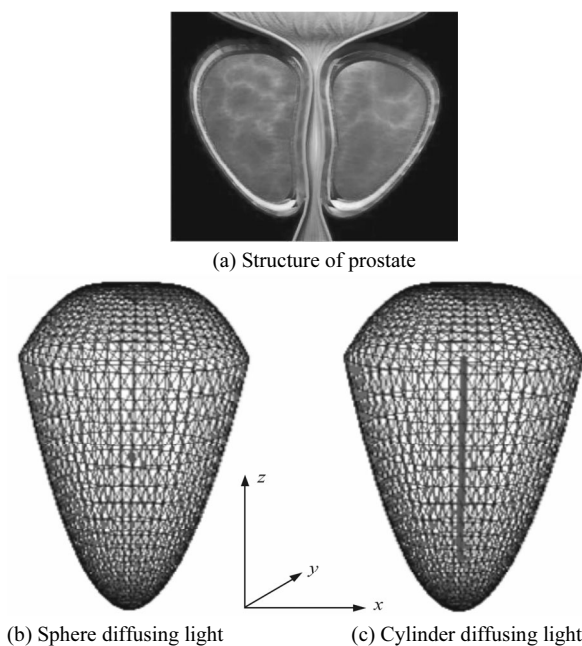 (a) Structure of prostate
z
y
x
(b) Sphere diffusing light
(c) Cylinder diffusing light